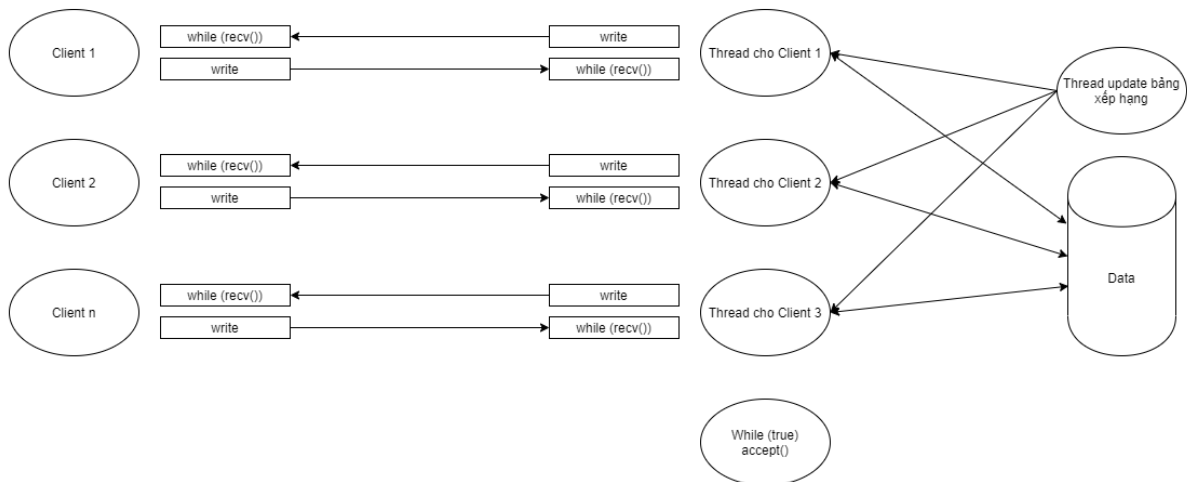 Client 1
while (recv())
write
write
while (recv())
Thread cho Client 1
Thread update bảng
xếp hạng
Client 2
while (recv())
write
write
while (recv())
Thread cho Client 2
Data
Client n
while (recv())
write
write
while (recv())
Thread cho Client 3
While (true)
accept()